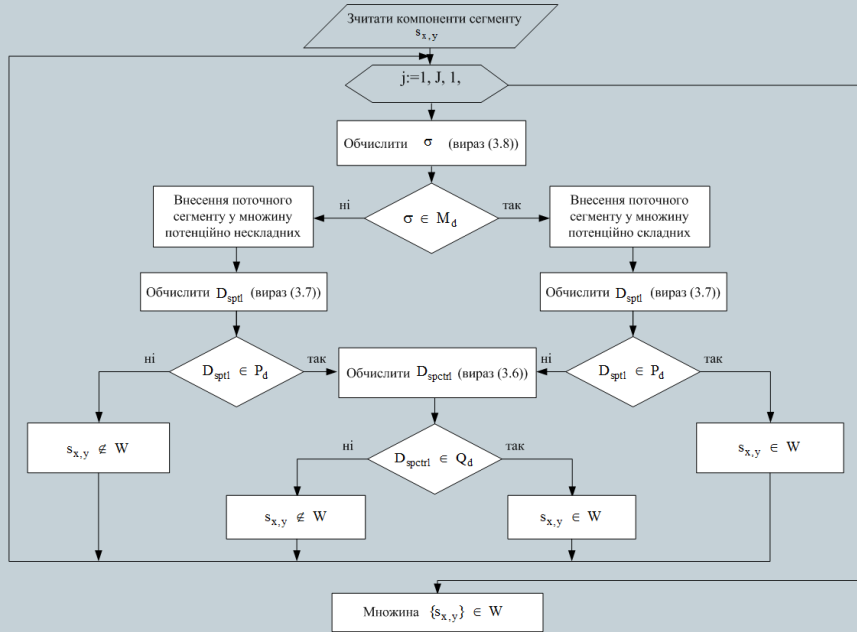 Зчитати компоненти сегменту
s_{x,y}
j:=1, J, 1,
Обчислити σ (вираз (3.8))
ні
σ ∈ M_d
так
Внесення поточного
сегменту у множину
потенційно нескладних
Внесення поточного
сегменту у множину
потенційно складних
Обчислити D_{sptl} (вираз (3.7))
Обчислити D_{sptl} (вираз (3.7))
ні
D_{sptl} ∈ P_d
так
Обчислити D_{spctrl} (вираз (3.6))
ні
D_{sptl} ∈ P_d
так
s_{x,y} ∉ W
ні
D_{spctrl} ∈ Q_d
так
s_{x,y} ∈ W
s_{x,y} ∉ W
s_{x,y} ∈ W
Множина {s_{x,y}} ∈ W